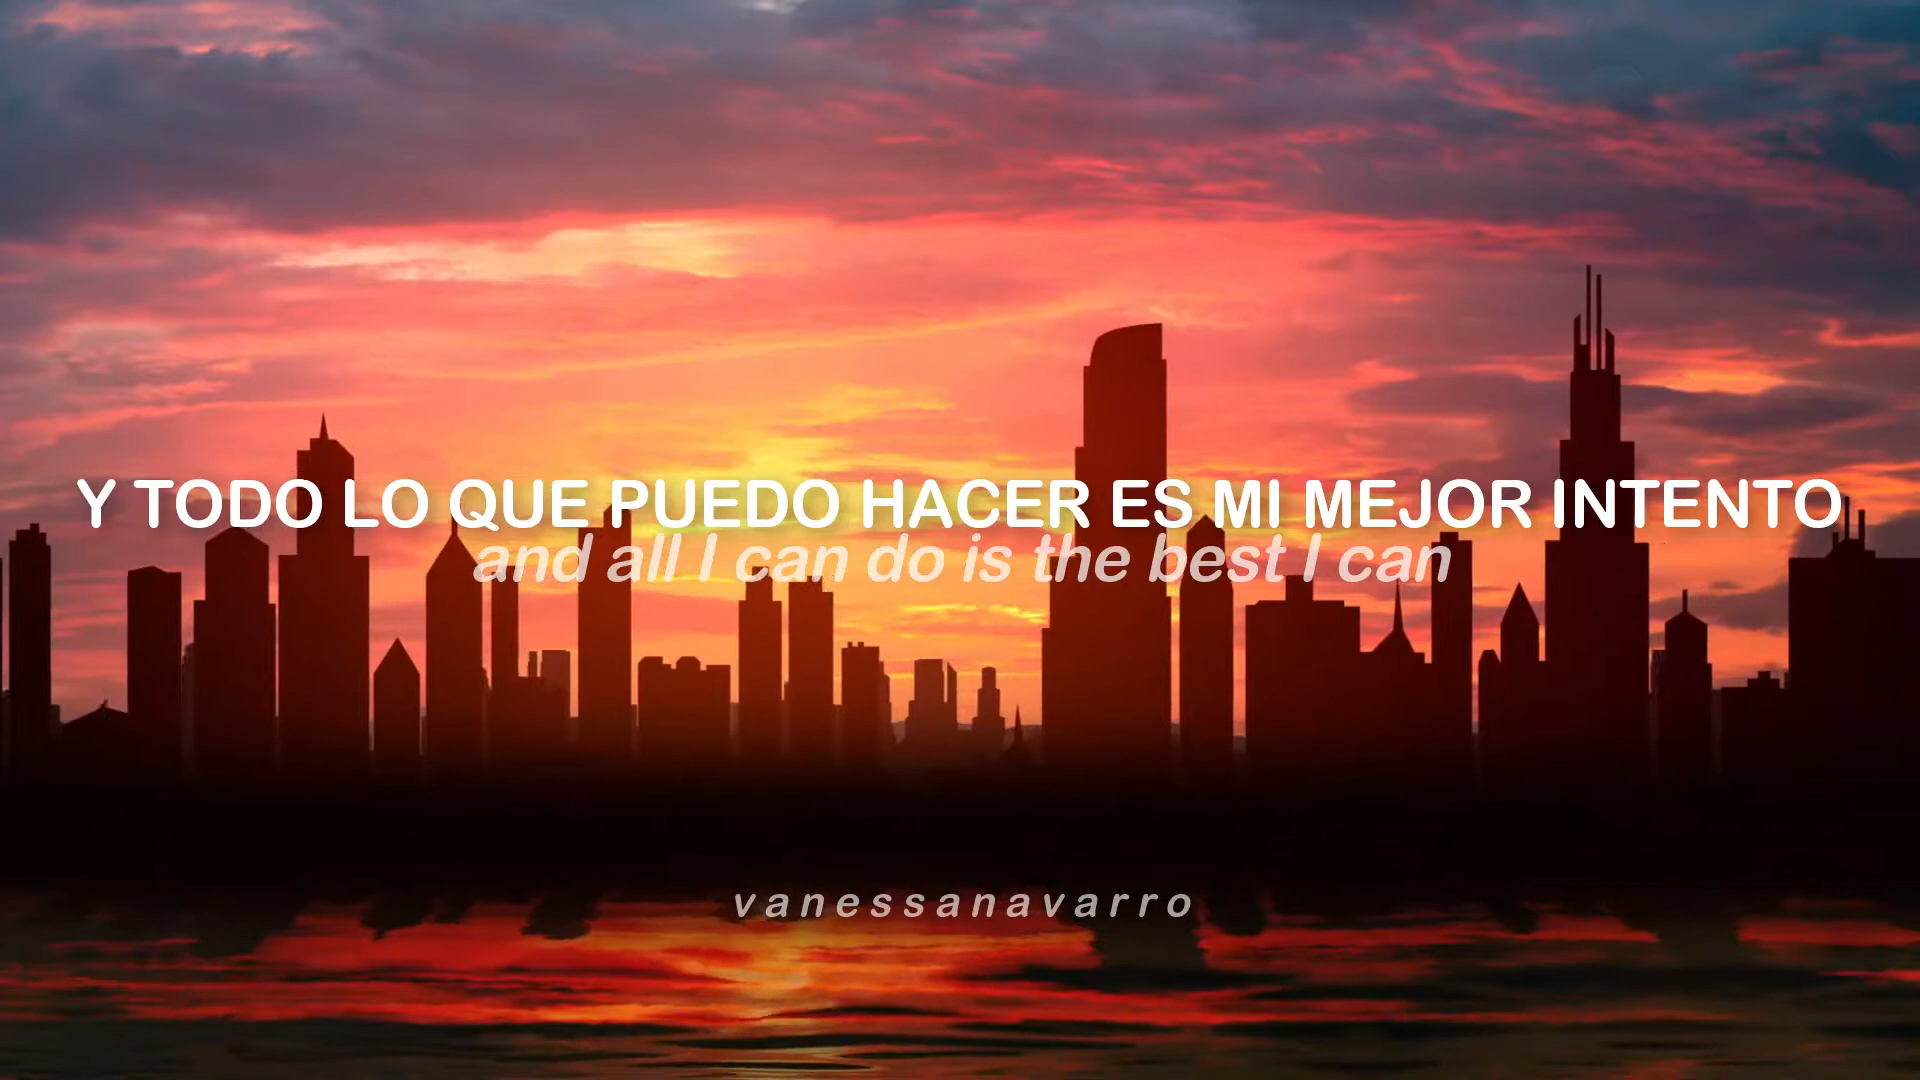 Y TODO LO QUE PUEDO HACER ES MI MEJOR INTENTO
and all I can do is the best I can
vanessanavarro